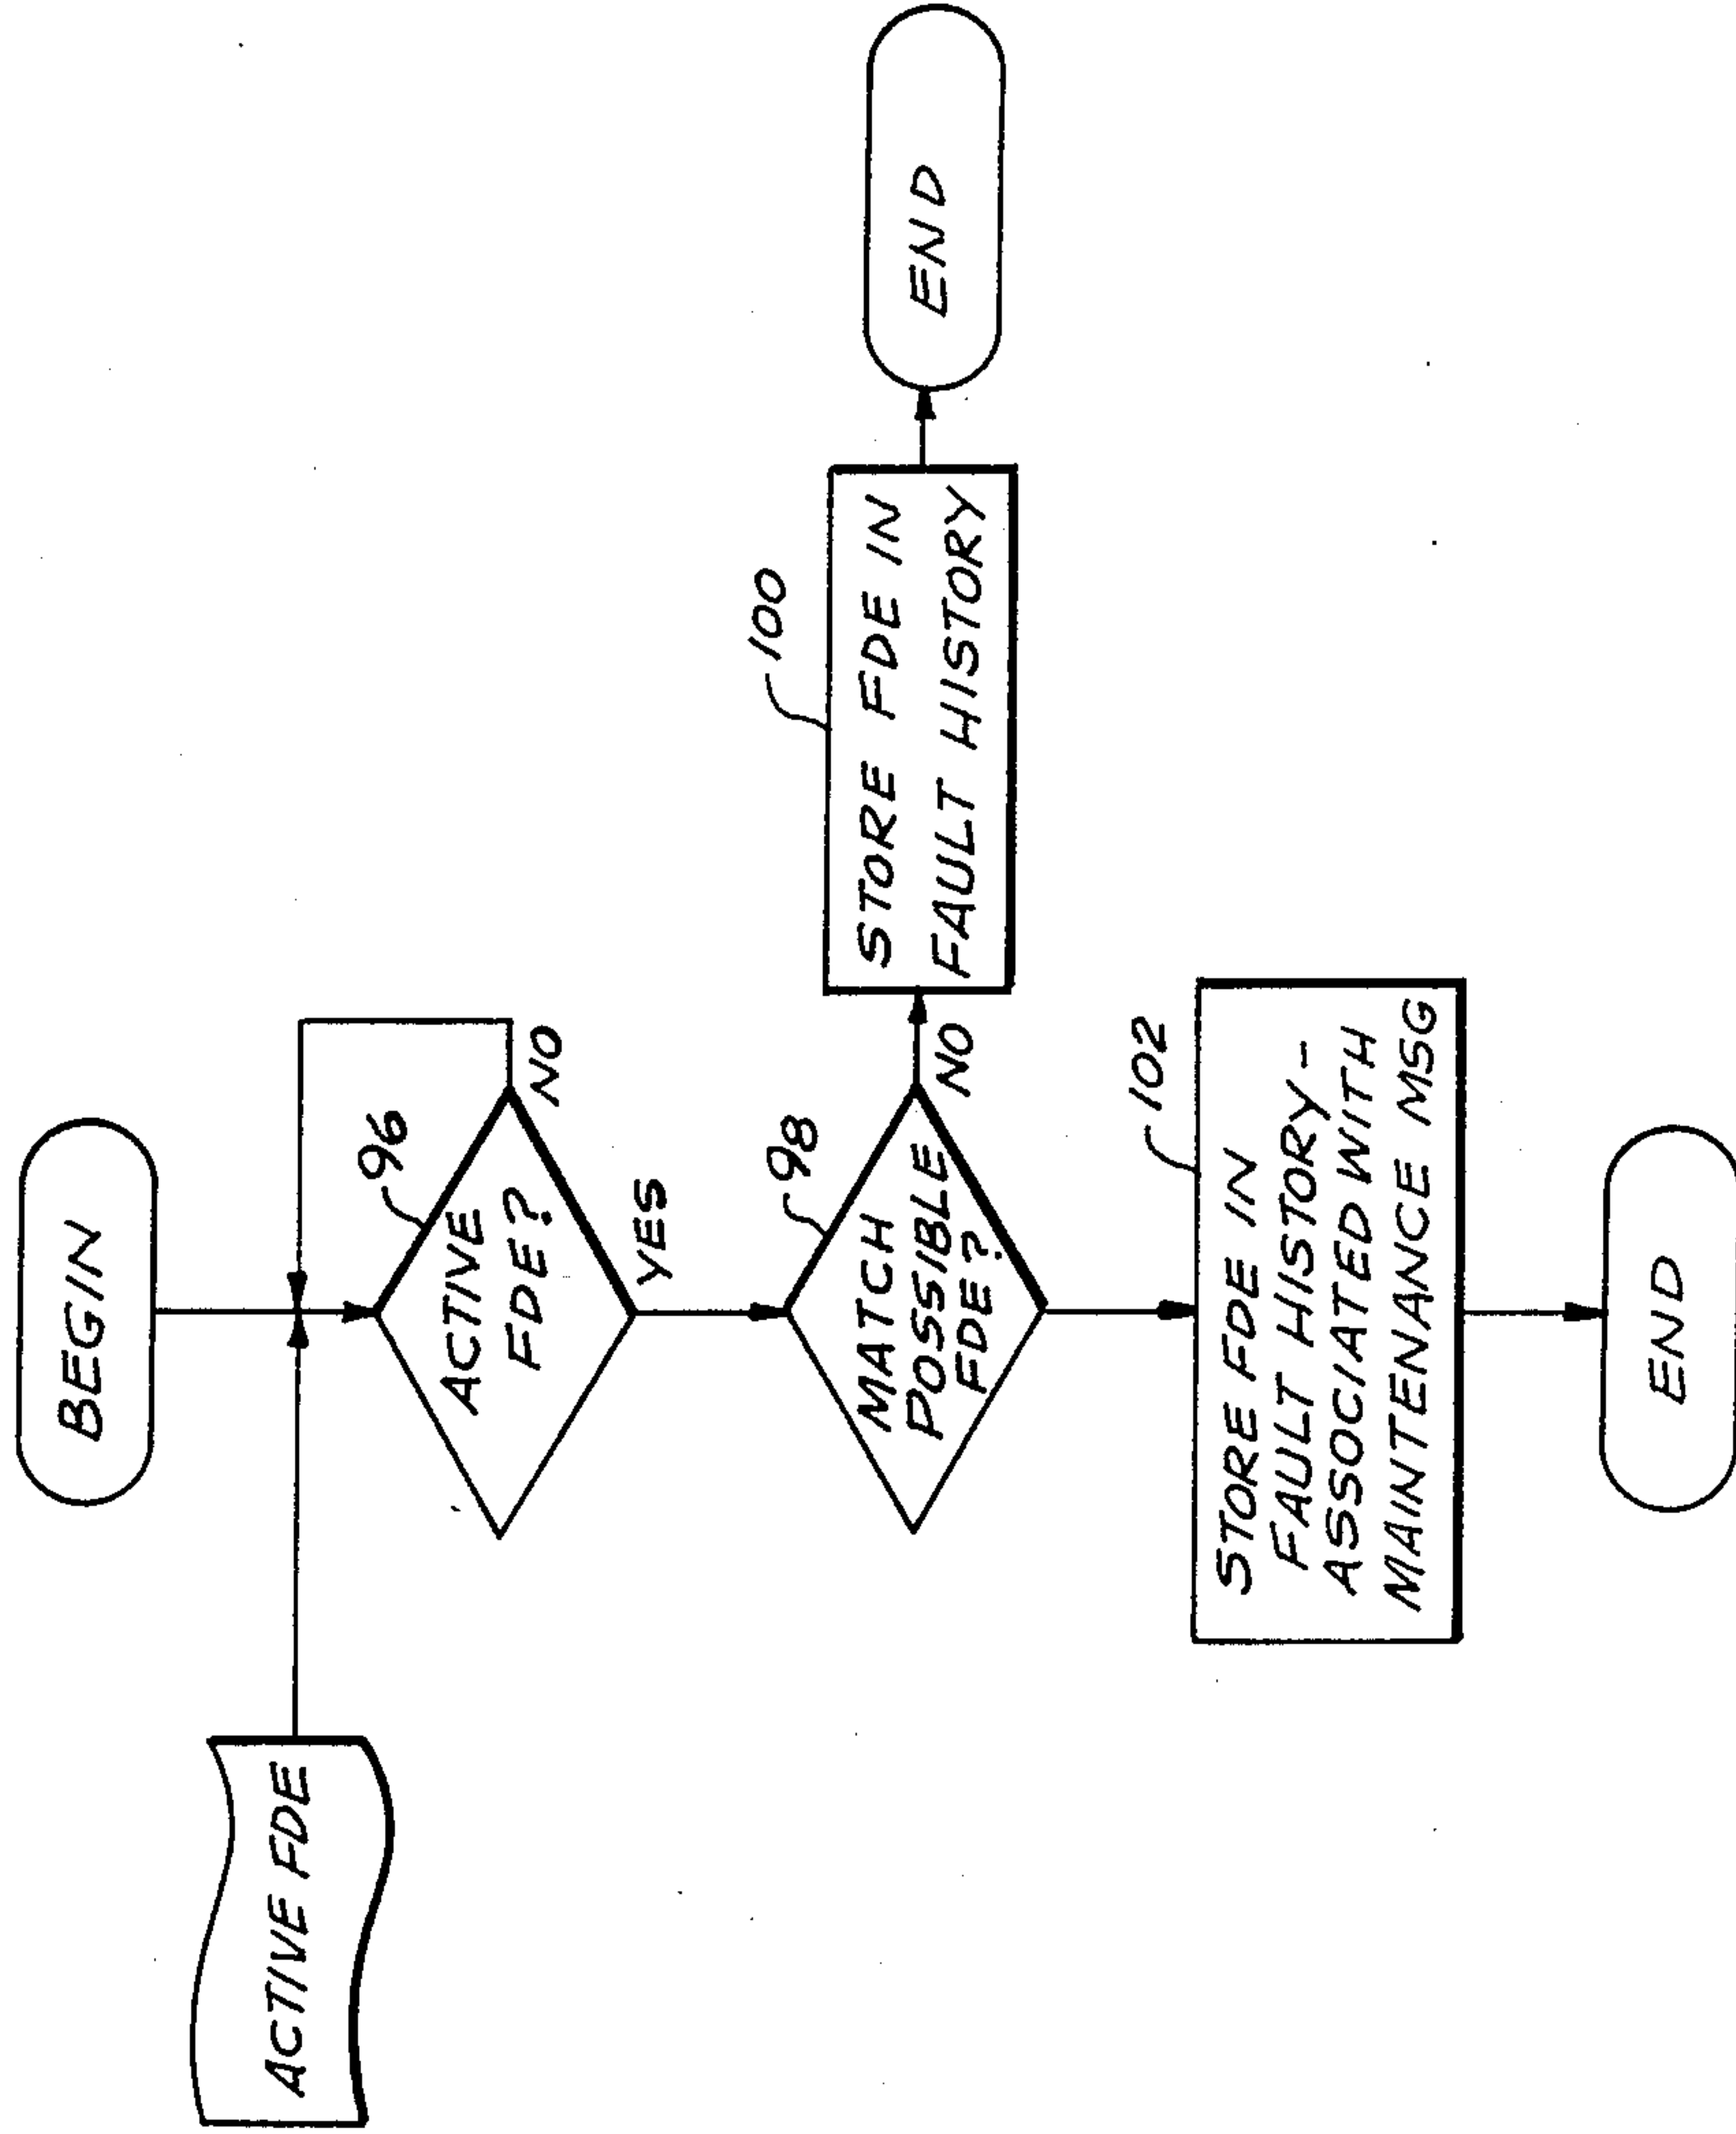 BEGIN
ACTIVE FDE
96
ACTIVE
FDE?
NO
YES
98
MATCH
POSSIBLE
FDE?
NO
100
STORE FDE IN
FAULT HISTORY
END
102
STORE FDE IN
FAULT HISTORY-
ASSOCIATED WITH
MAINTENANCE MSG
END